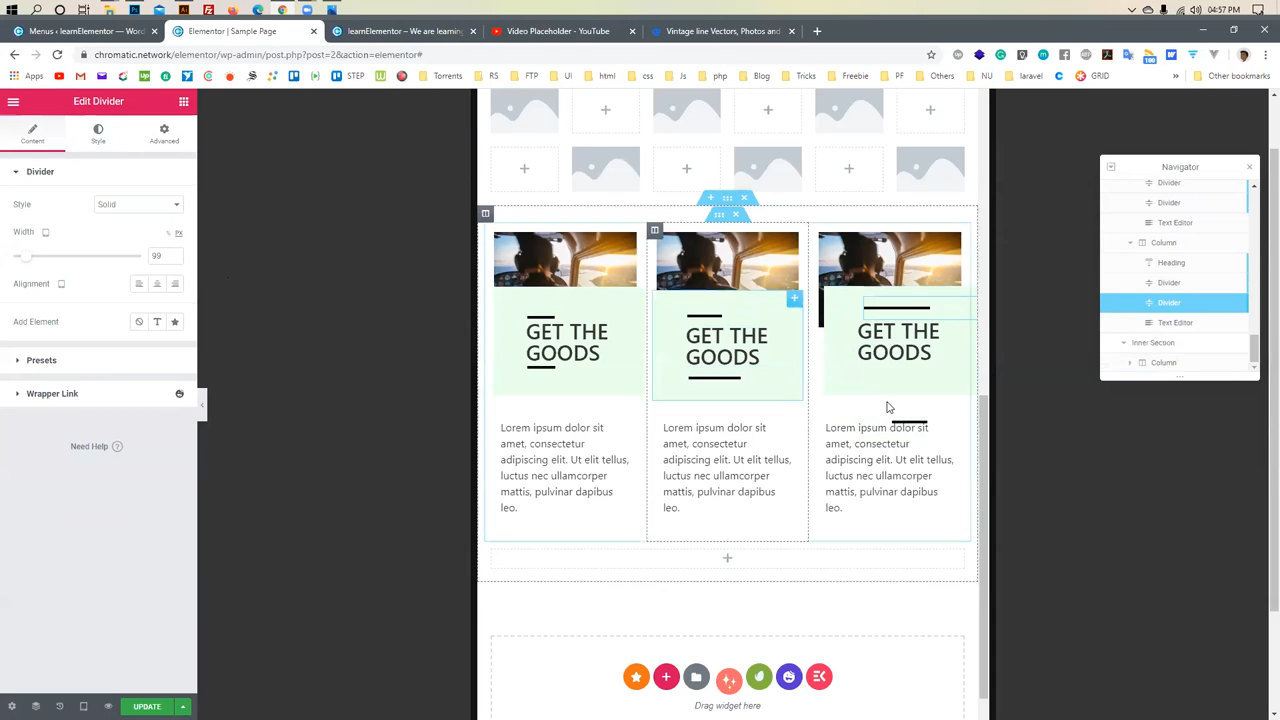 04:57 PM
Menus ‹ learnElementor — Wor
Elementor | Sample Page
learnElementor – We are learning
Video Placeholder - YouTube
Vintage line Vectors, Photos and
chromatic.network/elementor/wp-admin/post.php?post=2&action=elementor#
Apps
Torrents
RS
FTP
UI
html
css
Js
php
Blog
Tricks
Freebie
PF
Others
NU
laravel
GRID
»
Other bookmarks
STEP
100
Edit Divider
Content
Style
Advanced
Divider
Style
Solid
Width
% PX
99
Alignment
Add Element
Presets
Wrapper Link
Need Help
UPDATE
GET THE
GOODS
Lorem ipsum dolor sit
amet, consectetur
adipiscing elit. Ut elit tellus,
luctus nec ullamcorper
mattis, pulvinar dapibus
leo.
GET THE
GOODS
Lorem ipsum dolor sit
amet, consectetur
adipiscing elit. Ut elit tellus,
luctus nec ullamcorper
mattis, pulvinar dapibus
leo.
GET THE
GOODS
Lorem ipsum dolor sit
amet, consectetur
adipiscing elit. Ut elit tellus,
luctus nec ullamcorper
mattis, pulvinar dapibus
leo.
Drag widget here
Navigator
Divider
Divider
Text Editor
Column
Heading
Divider
Divider
Text Editor
Inner Section
Column